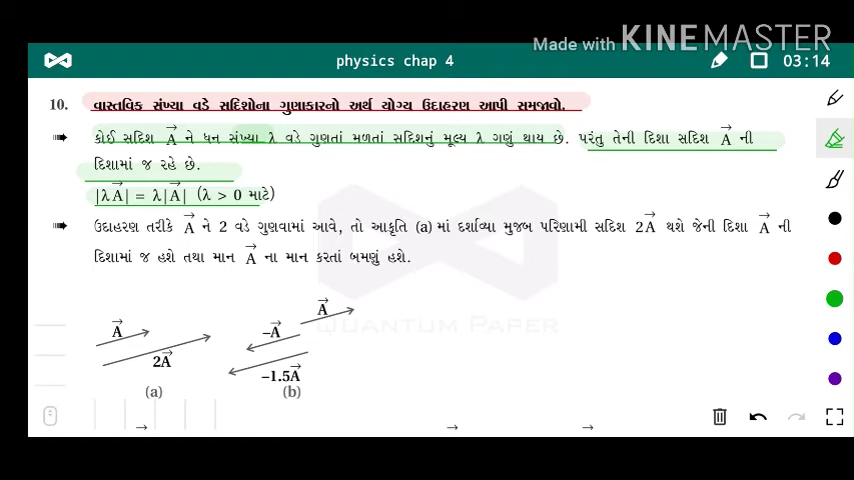 Made with KINEMASTER
physics chap 4
03:14
10. વાસ્તવિક સંખ્યા વડે સદિશોના ગુણાકારનો અર્થ યોગ્ય ઉદાહરણ આપી સમજાવો.
કોઈ સદિશ A⃗ ને ધન સંખ્યા λ વડે ગુણતાં મળતાં સદિશનું મૂલ્ય λ ગણું થાય છે. પરંતુ તેની દિશા સદિશ A⃗ ની
દિશામાં જ રહે છે.
|λA⃗| = λ|A⃗| (λ > 0 માટે)
ઉદાહરણ તરીકે A⃗ ને 2 વડે ગુણવામાં આવે, તો આકૃતિ (a) માં દર્શાવ્યા મુજબ પરિણામી સદિશ 2A⃗ થશે જેની દિશા A⃗ ની
દિશામાં જ હશે તથા માન A⃗ ના માન કરતાં બમણું હશે.
A⃗
A⃗
–A⃗
2A⃗
–1.5A⃗
QUANTUM PAPER
(a)
(b)